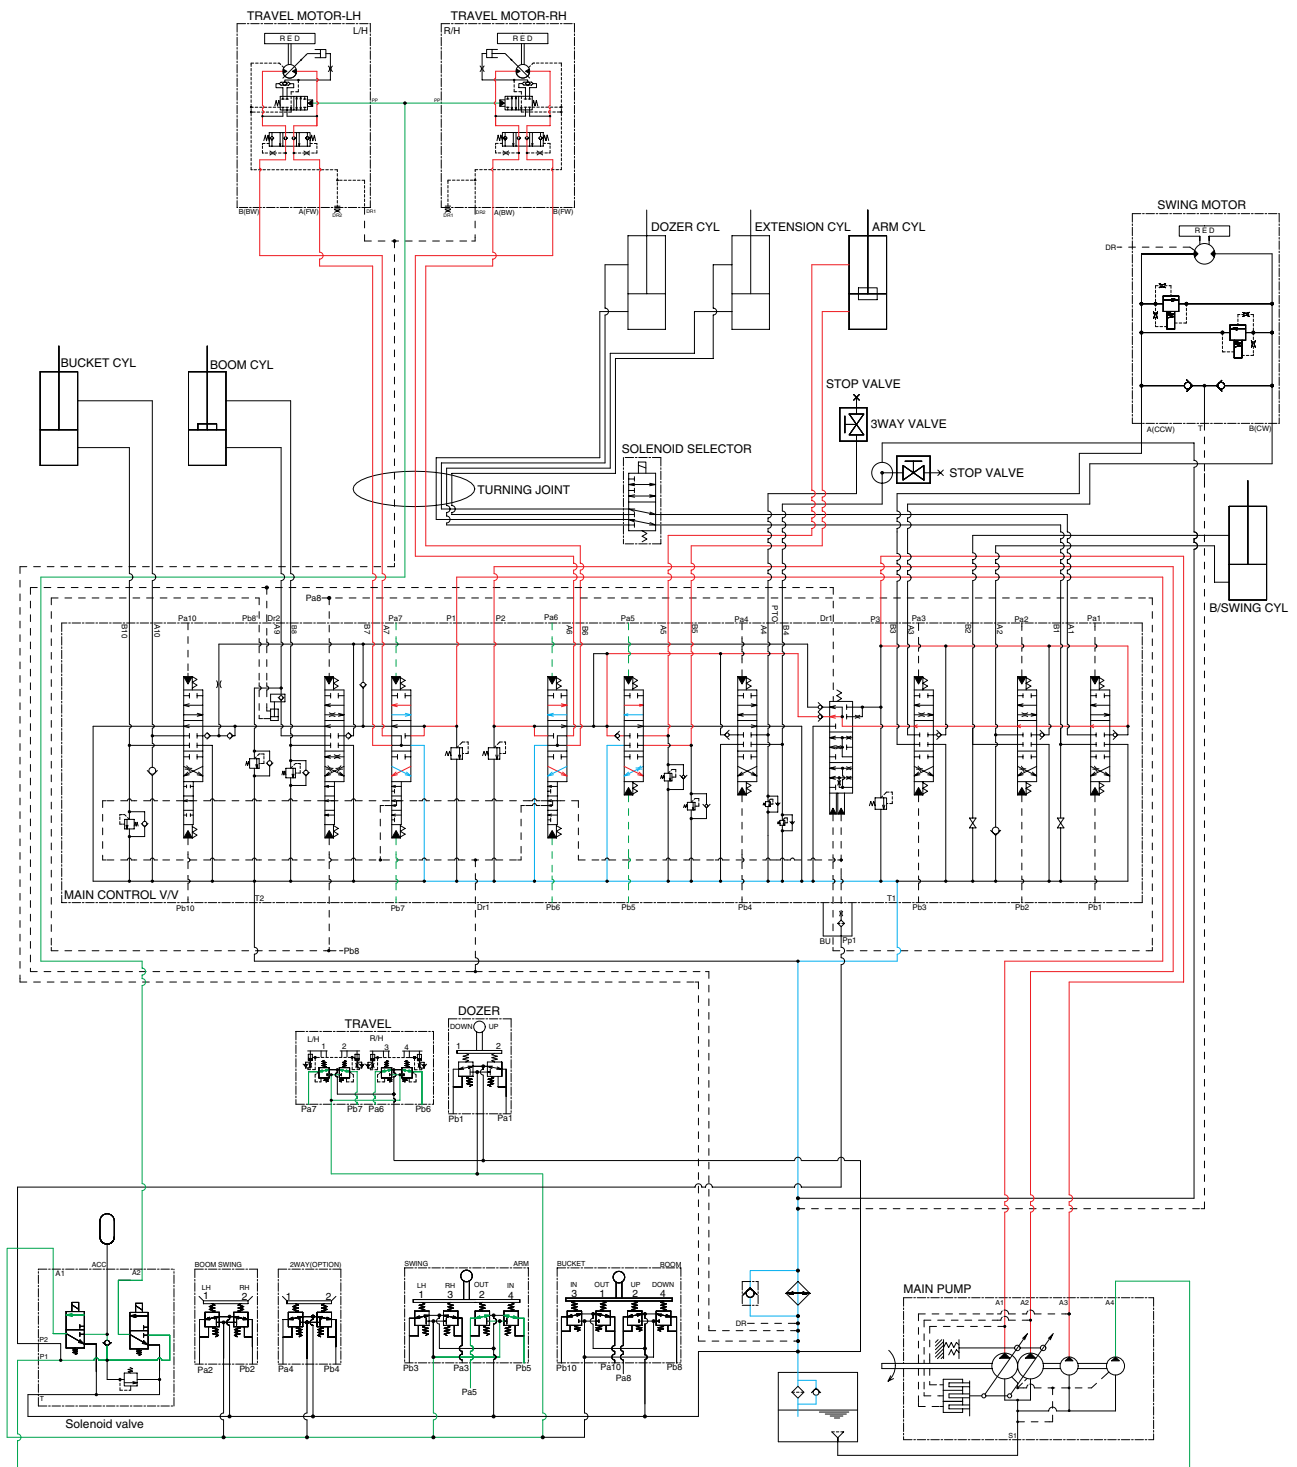 TRAVEL MOTOR-LH TRAVEL MOTOR-RH
L/H R/H
RED RED
PP PP
B(BW) A(FW) DR2 DR1 DR1 DR2 A(BW) B(FW)
SWING MOTOR
RED
DR
A(CCW) T B(CW)
DOZER CYL EXTENSION CYL ARM CYL
BUCKET CYL BOOM CYL
STOP VALVE
3WAY VALVE
SOLENOID SELECTOR
STOP VALVE
TURNING JOINT
B/SWING CYL
Pa8
Pa10 Pb8 Dr2 Pa7 P1 P2 Pa6 Pa5 Pa4 PTO Dr1 P3 Pa3 Pa2 Pa1
B10 A10 A9 B8 B7 A7 A6 B6 A5 B5 A4 B4 B3 A3 B2 A2 B1 A1
MAIN CONTROL V/V
T2 T1
Pb10 Pb7 Dr1 Pb6 Pb5 Pb4 Pb3 Pb2 Pb1
BU Pp1
Pb8
TRAVEL
L/H R/H
1 2 3 4
Pa7 Pb7 Pa6 Pb6
DOZER
DOWN UP
1 2
Pb1 Pa1
A1 ACC A2
P2
P1
T
Solenoid valve
BOOM SWING
LH RH
1 2
Pa2 Pb2
2WAY(OPTION)
1 2
Pa4 Pb4
SWING ARM
LH RH OUT IN
1 3 2 4
Pb3 Pa3 Pb5
Pa5
BUCKET BOOM
IN OUT UP DOWN
3 1 2 4
Pb10 Pa10 Pb8
Pa8
DR
MAIN PUMP
A1 A2 A3 A4
S1